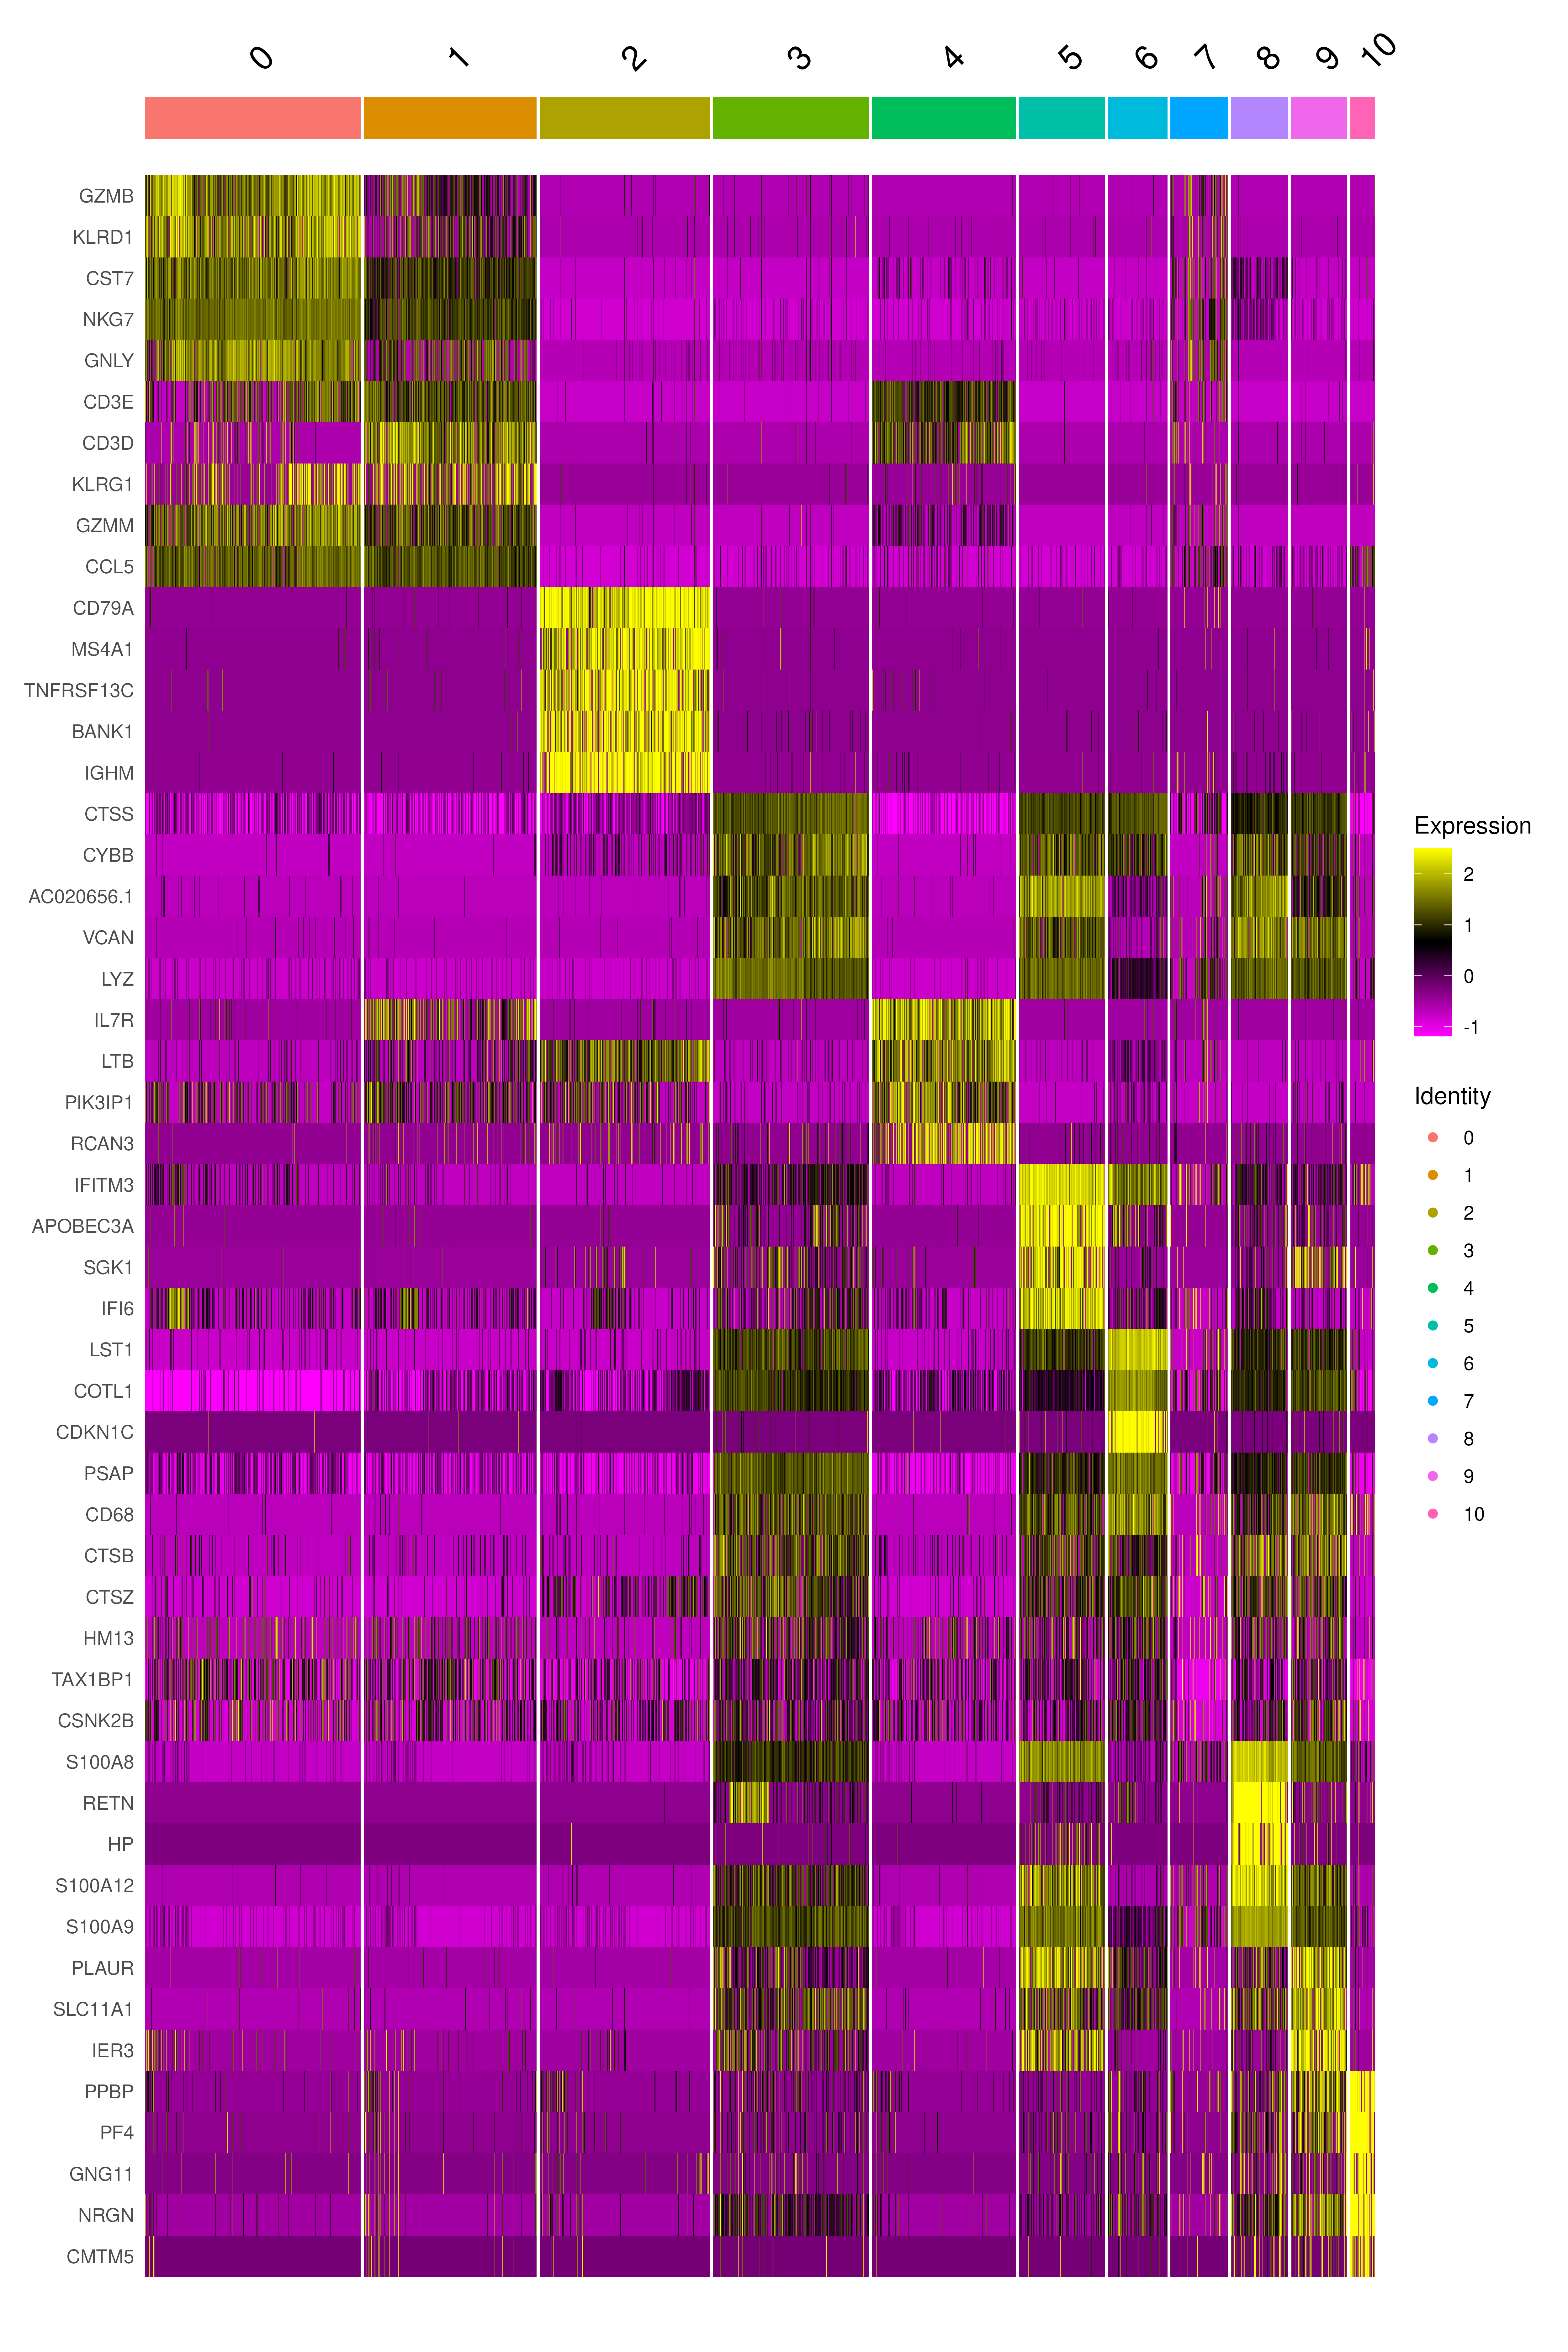 0 1 2 3 4 5 6 7 8 9 10
GZMB
KLRD1
CST7
NKG7
GNLY
CD3E
CD3D
KLRG1
GZMM
CCL5
CD79A
MS4A1
TNFRSF13C
BANK1
IGHM
CTSS
CYBB
AC020656.1
VCAN
LYZ
IL7R
LTB
PIK3IP1
RCAN3
IFITM3
APOBEC3A
SGK1
IFI6
LST1
COTL1
CDKN1C
PSAP
CD68
CTSB
CTSZ
HM13
TAX1BP1
CSNK2B
S100A8
RETN
HP
S100A12
S100A9
PLAUR
SLC11A1
IER3
PPBP
PF4
GNG11
NRGN
CMTM5
Expression
2
1
0
-1
Identity
0
1
2
3
4
5
6
7
8
9
10